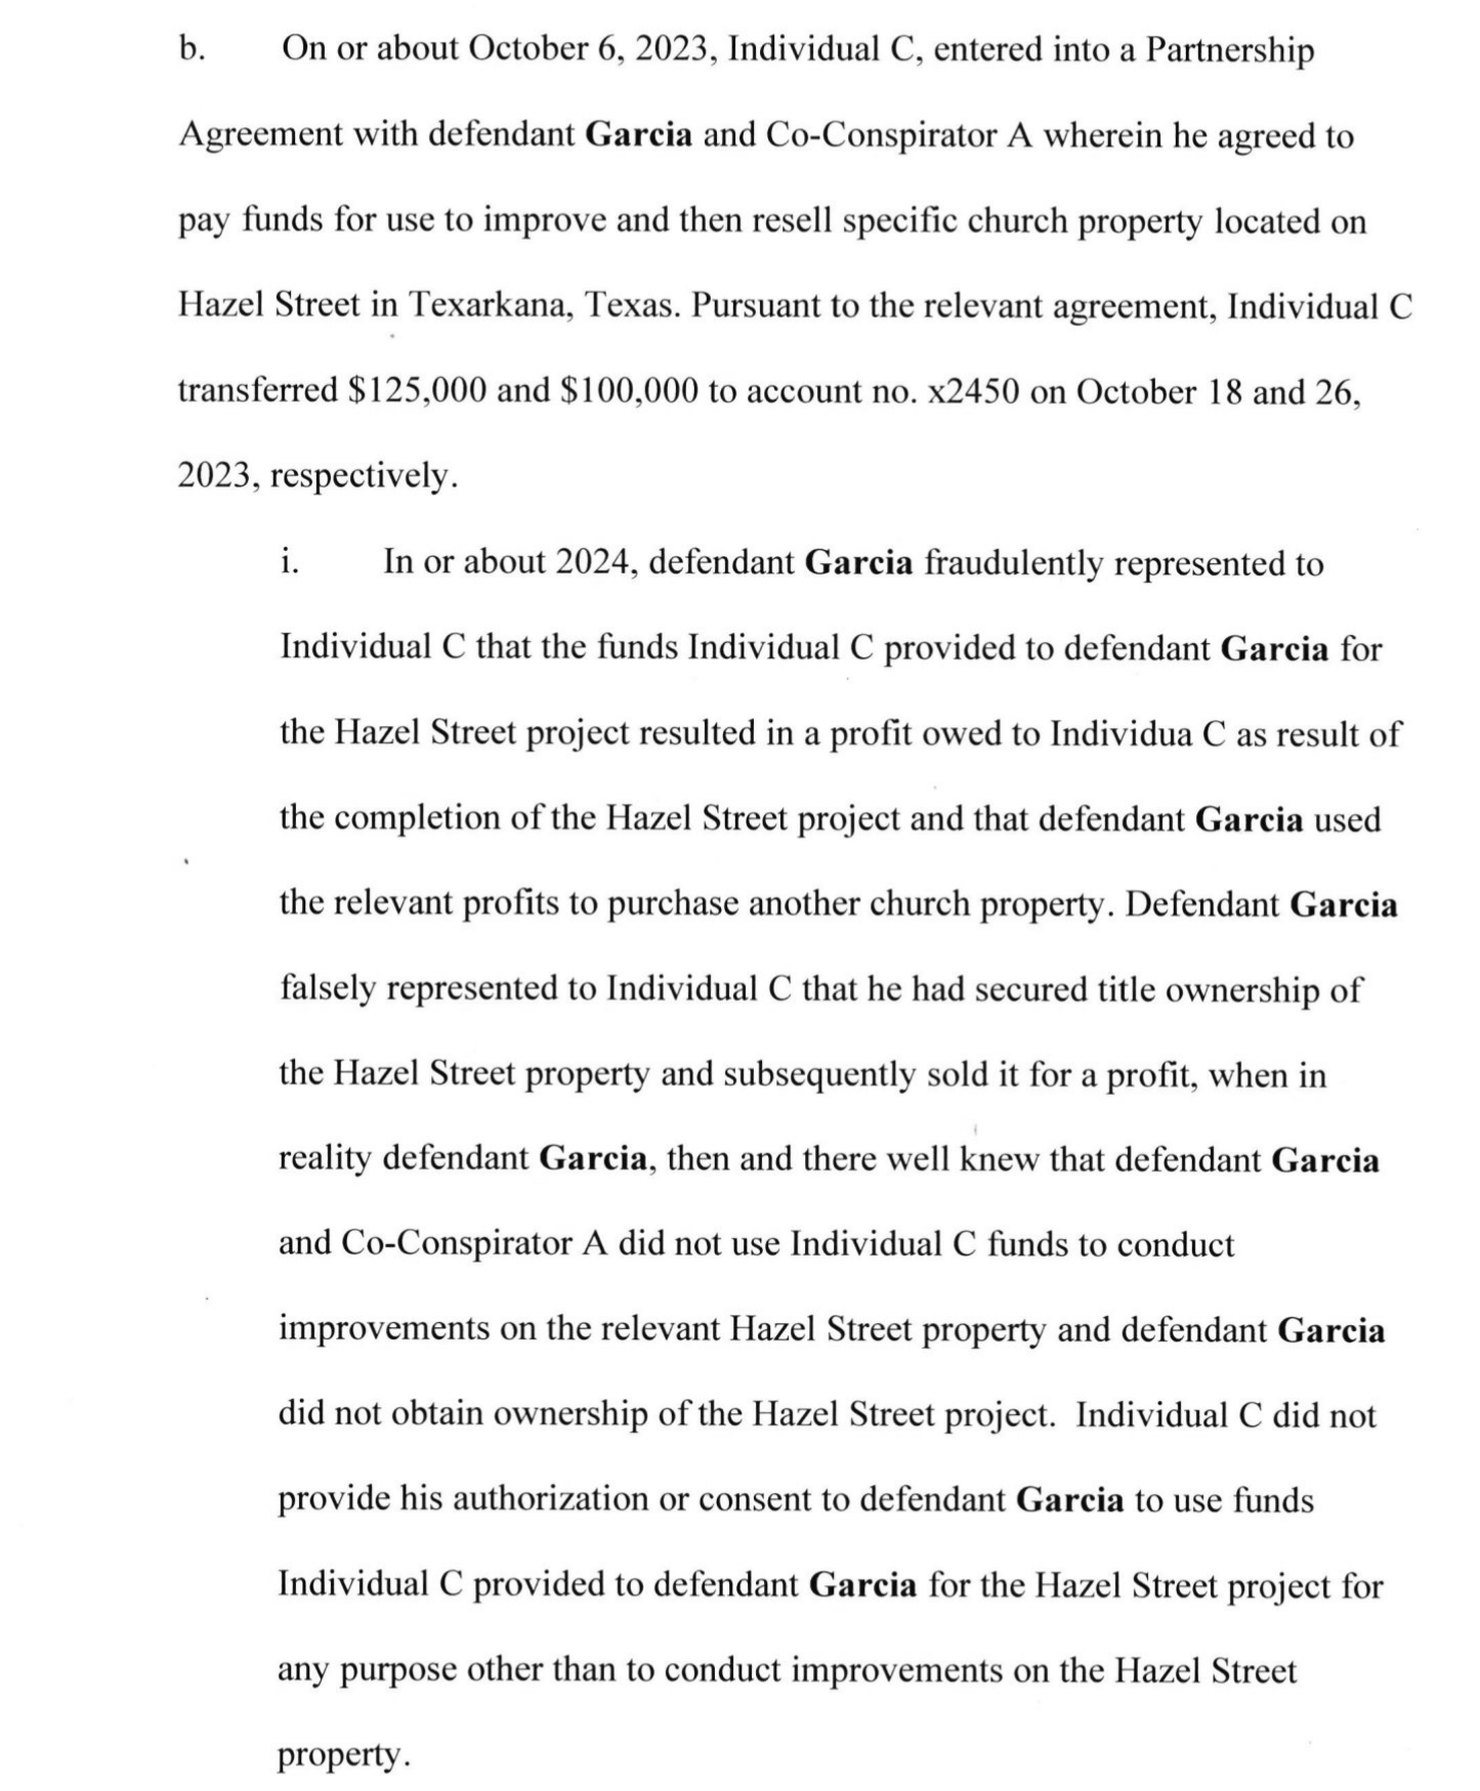 b. On or about October 6, 2023, Individual C, entered into a Partnership
Agreement with defendant Garcia and Co-Conspirator A wherein he agreed to
pay funds for use to improve and then resell specific church property located on
Hazel Street in Texarkana, Texas. Pursuant to the relevant agreement, Individual C
transferred $125,000 and $100,000 to account no. x2450 on October 18 and 26,
2023, respectively.
i. In or about 2024, defendant Garcia fraudulently represented to
Individual C that the funds Individual C provided to defendant Garcia for
the Hazel Street project resulted in a profit owed to Individua C as result of
the completion of the Hazel Street project and that defendant Garcia used
the relevant profits to purchase another church property. Defendant Garcia
falsely represented to Individual C that he had secured title ownership of
the Hazel Street property and subsequently sold it for a profit, when in
reality defendant Garcia, then and there well knew that defendant Garcia
and Co-Conspirator A did not use Individual C funds to conduct
improvements on the relevant Hazel Street property and defendant Garcia
did not obtain ownership of the Hazel Street project. Individual C did not
provide his authorization or consent to defendant Garcia to use funds
Individual C provided to defendant Garcia for the Hazel Street project for
any purpose other than to conduct improvements on the Hazel Street
property.